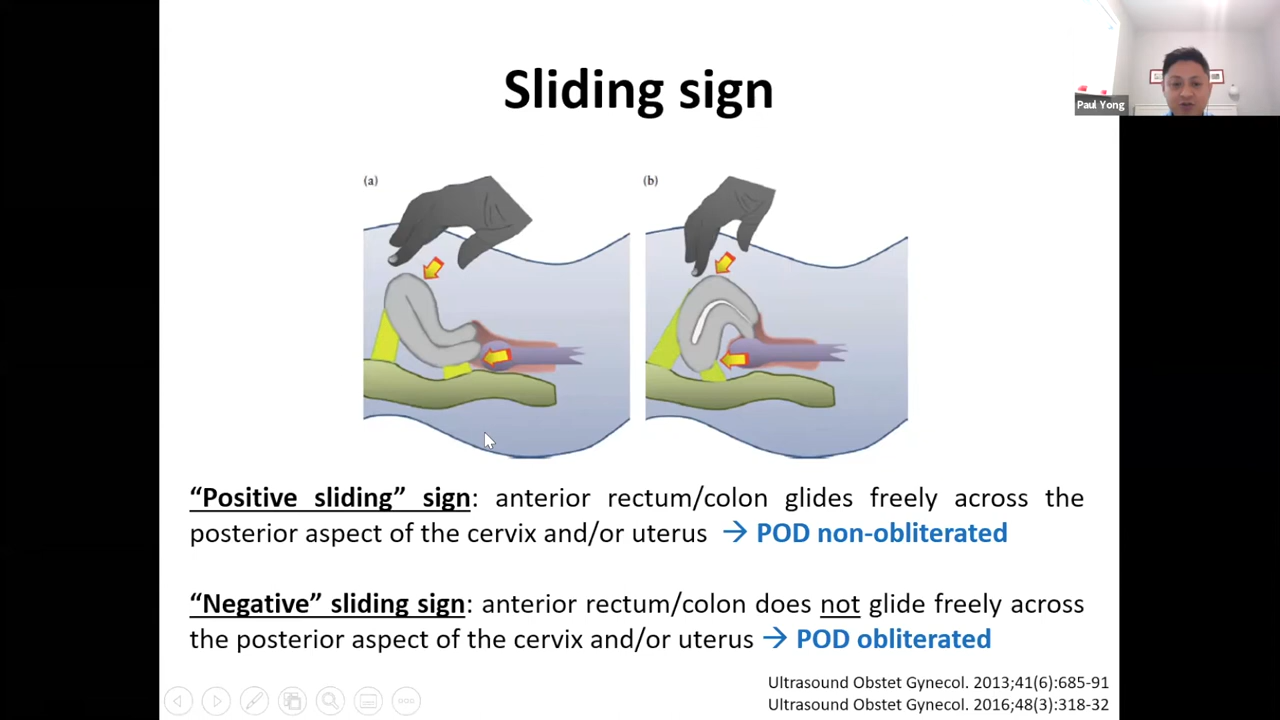 Sliding sign
Paul Yong
(a)
(b)
“Positive sliding” sign: anterior rectum/colon glides freely across the
posterior aspect of the cervix and/or uterus → POD non-obliterated
“Negative” sliding sign: anterior rectum/colon does not glide freely across
the posterior aspect of the cervix and/or uterus → POD obliterated
Ultrasound Obstet Gynecol. 2013;41(6):685-91
Ultrasound Obstet Gynecol. 2016;48(3):318-32